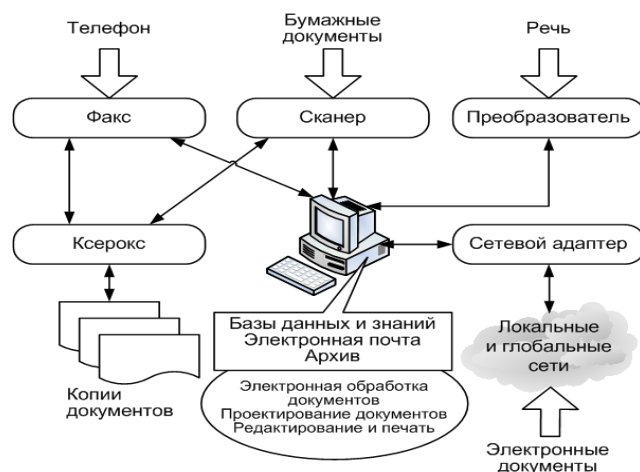 Телефон
Бумажные
документы
Речь
Факс
Сканер
Преобразователь
Ксерокс
Сетевой адаптер
Базы данных и знаний
Электронная почта
Архив
Локальные
и глобальные
сети
Копии
документов
Электронная обработка
документов
Проектирование документов
Редактирование и печать
Электронные
документы